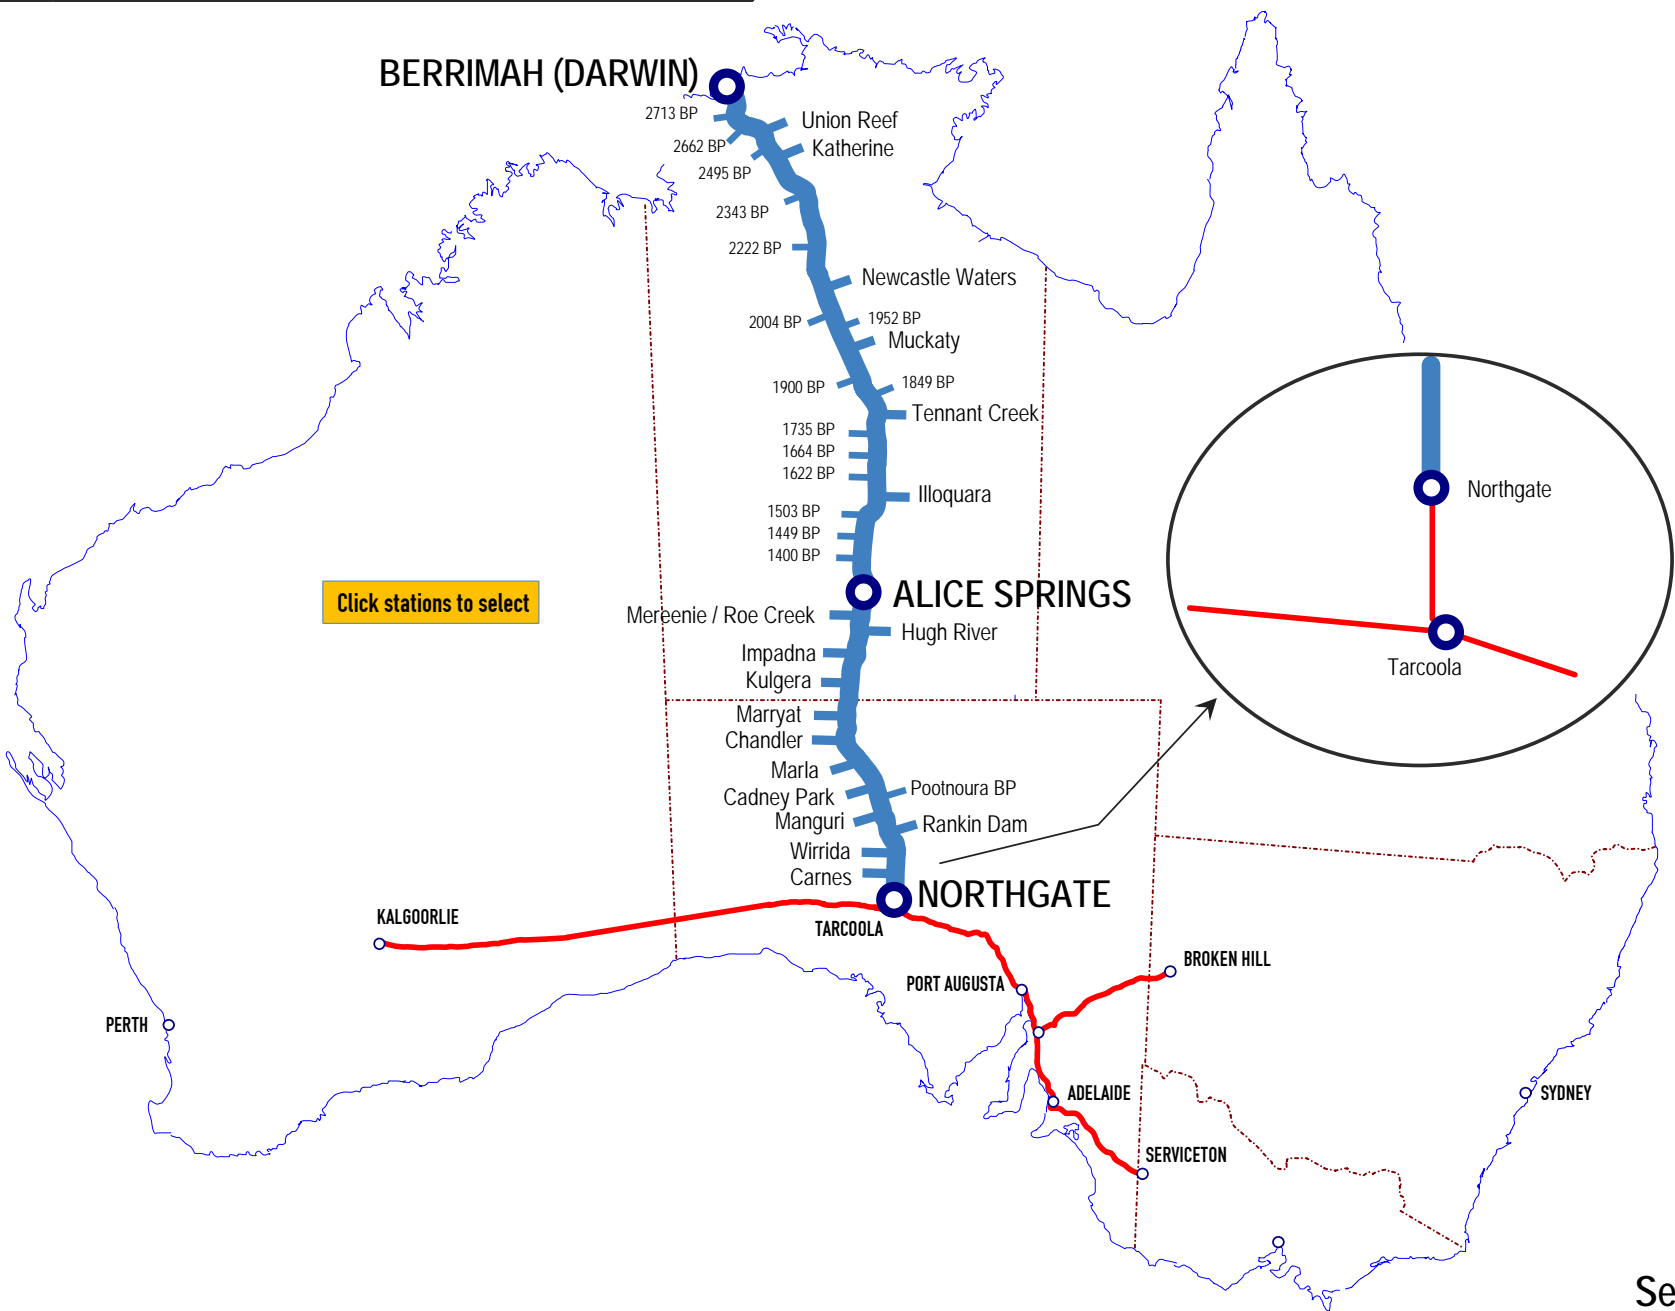 BERRIMAH (DARWIN)
2713 BP
Union Reef
2662 BP
Katherine
2495 BP
2343 BP
2222 BP
Newcastle Waters
2004 BP
1952 BP
Muckaty
1900 BP
1849 BP
Tennant Creek
1735 BP
1664 BP
1622 BP
Illoquara
1503 BP
1449 BP
1400 BP
Northgate
Click stations to select
ALICE SPRINGS
Mereenie / Roe Creek
Hugh River
Impadna
Tarcoola
Kulgera
Marryat
Chandler
Marla
Pootnoura BP
Cadney Park
Manguri
Rankin Dam
Wirrida
Carnes
NORTHGATE
KALGOORLIE
TARCOOLA
BROKEN HILL
PORT AUGUSTA
PERTH
ADELAIDE
SYDNEY
SERVICETON
Se